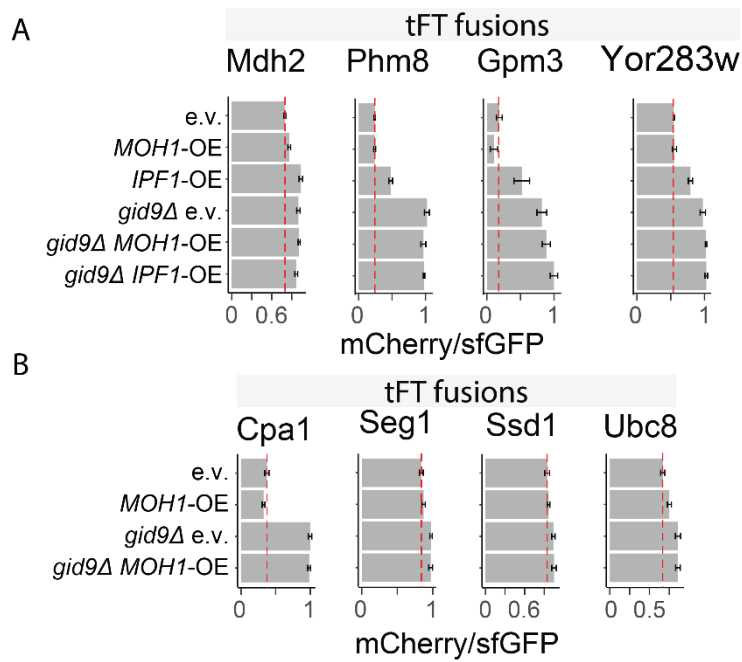 A
tFT fusions
Mdh2 Phm8 Gpm3 Yor283w
e.v.
MOH1-OE
IPF1-OE
gid9Δ e.v.
gid9Δ MOH1-OE
gid9Δ IPF1-OE
0 0.6 0 1 0 1 0 1
mCherry/sfGFP
B
tFT fusions
Cpa1 Seg1 Ssd1 Ubc8
e.v.
MOH1-OE
gid9Δ e.v.
gid9Δ MOH1-OE
0 1 0 1 0 0.6 0 0.5
mCherry/sfGFP